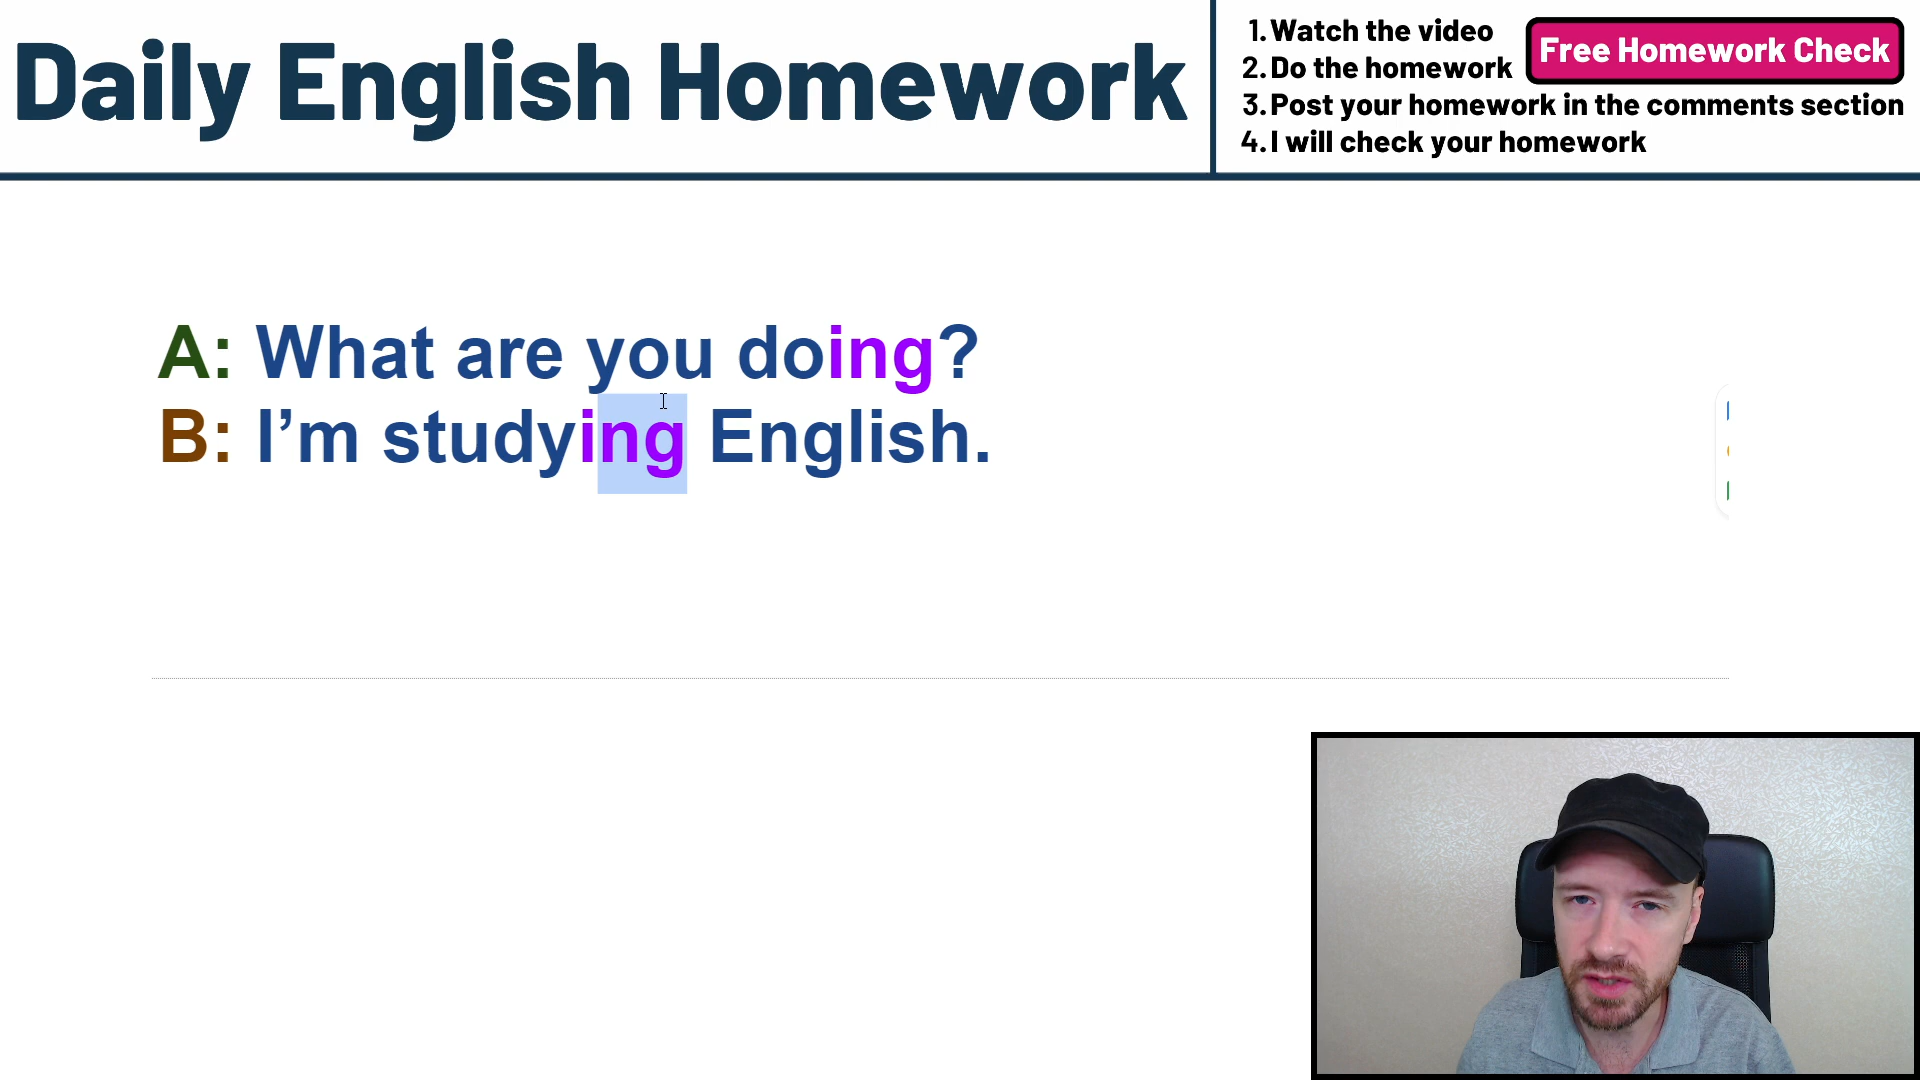 Daily English Homework
1. Watch the video
2. Do the homework
Free Homework Check
3. Post your homework in the comments section
4. I will check your homework
A: What are you doing?
B: I’m studying English.